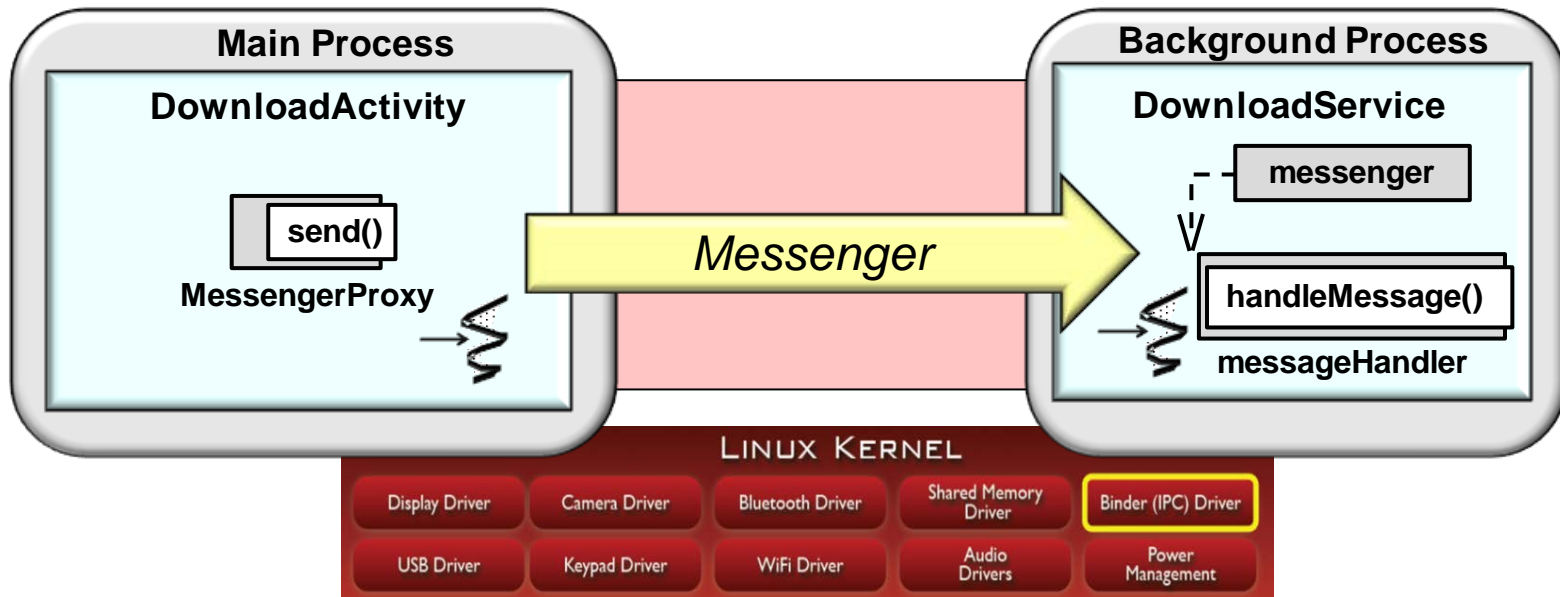 Main Process
DownloadActivity
send()
MessengerProxy
Messenger
Background Process
DownloadService
messenger
handleMessage()
messageHandler
LINUX KERNEL
Display Driver
Camera Driver
Bluetooth Driver
Shared Memory
Driver
Binder (IPC) Driver
USB Driver
Keypad Driver
WiFi Driver
Audio
Drivers
Power
Management